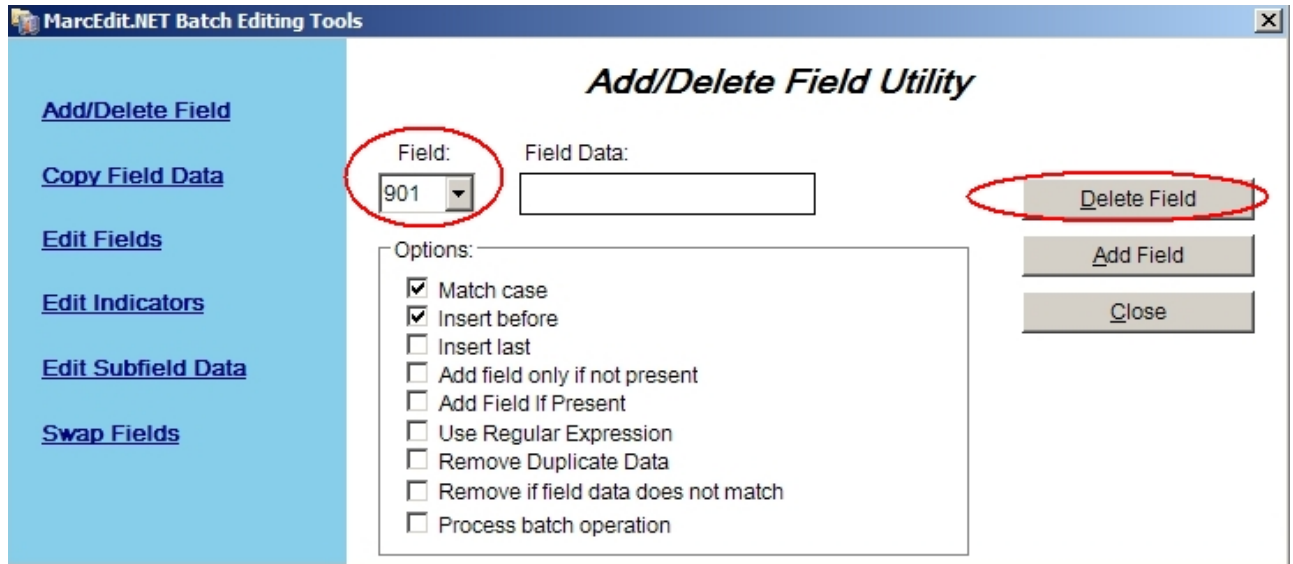 MarcEdit.NET Batch Editing Tools
Add/Delete Field
Copy Field Data
Edit Fields
Edit Indicators
Edit Subfield Data
Swap Fields
Add/Delete Field Utility
Field:
Field Data:
901
Delete Field
Add Field
Close
Options:
Match case
Insert before
Insert last
Add field only if not present
Add Field If Present
Use Regular Expression
Remove Duplicate Data
Remove if field data does not match
Process batch operation